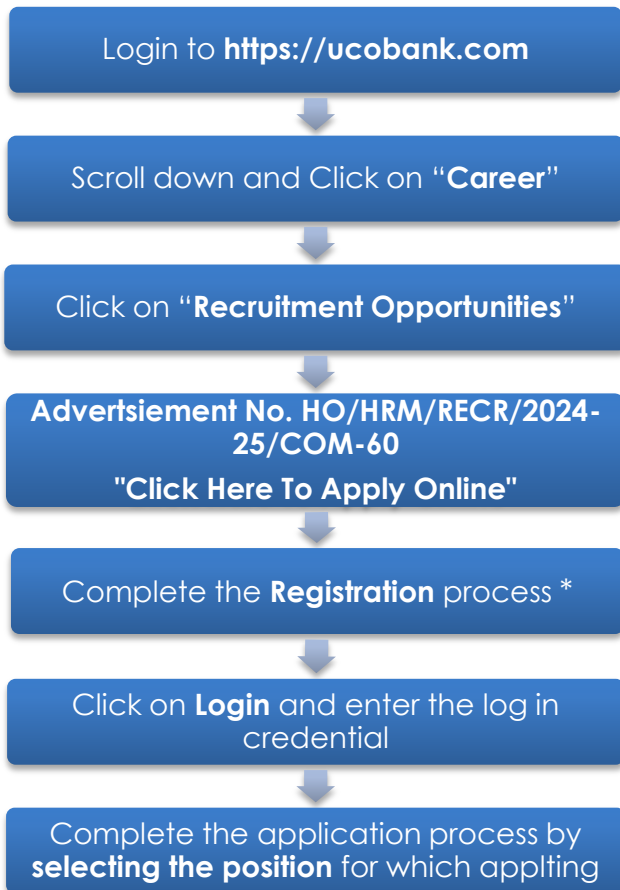 Login to https://ucobank.com
Scroll down and Click on “Career”
Click on “Recruitment Opportunities”
Advertsiement No. HO/HRM/RECR/2024-
25/COM-60
"Click Here To Apply Online"
Complete the Registration process *
Click on Login and enter the log in
credential
Complete the application process by
selecting the position for which applting